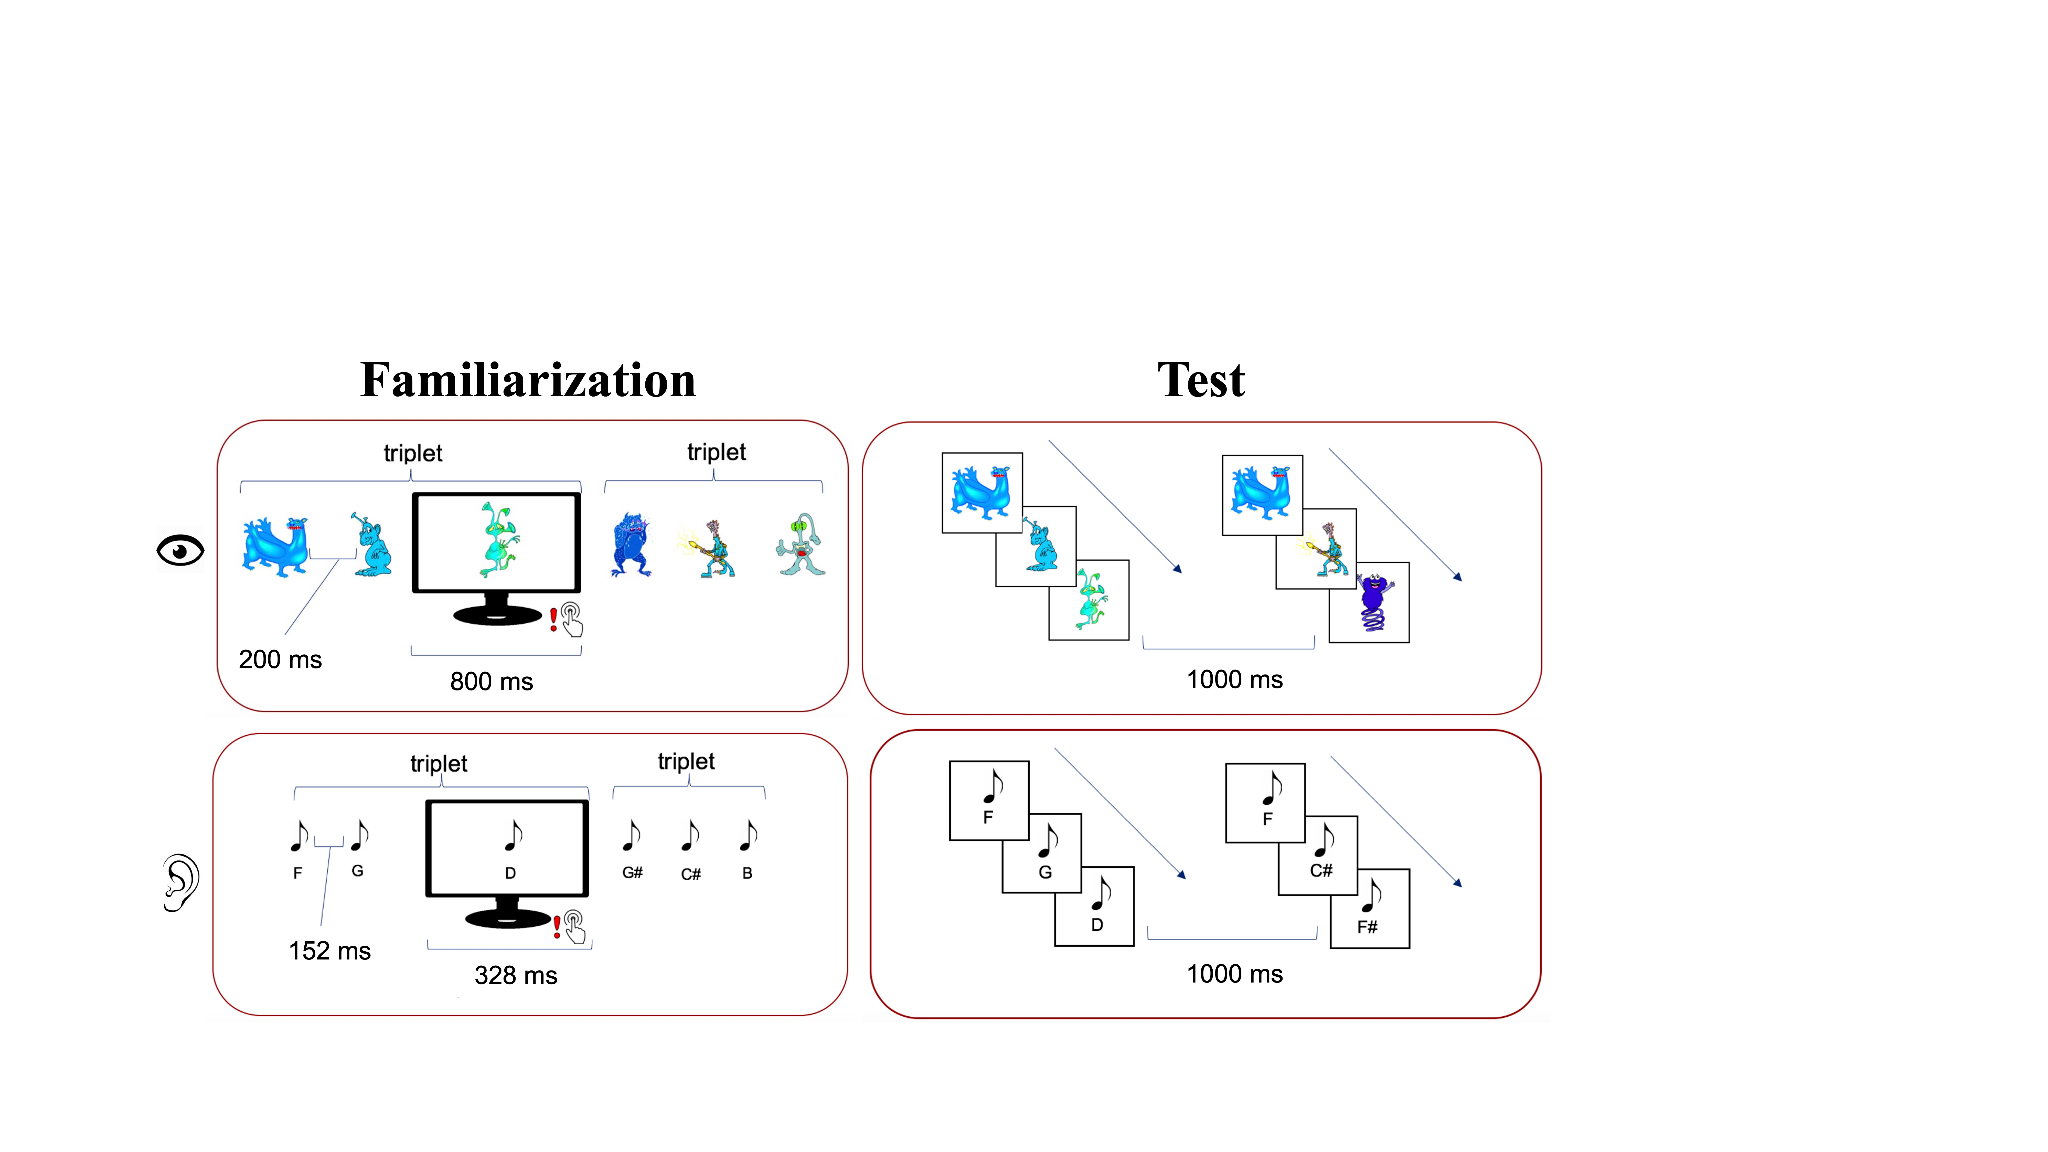 Familiarization
Test
triplet
triplet
200 ms
800 ms
1000 ms
triplet
triplet
F
G
D
G#
C#
B
!
!
152 ms
328 ms
F
G
D
F
C#
F#
1000 ms